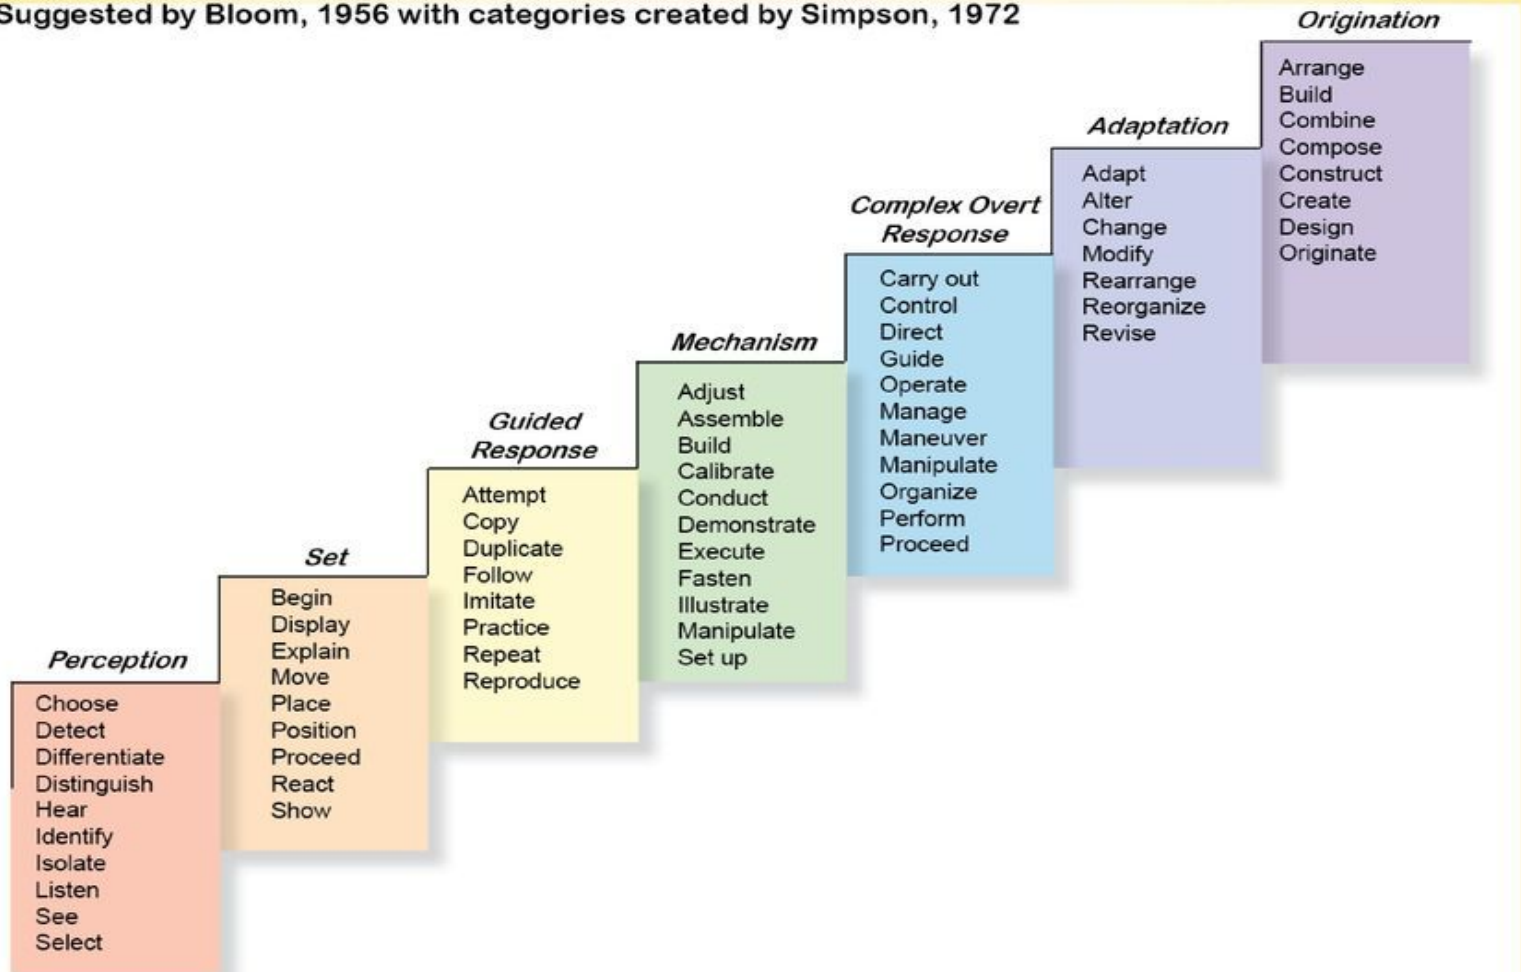 Suggested by Bloom, 1956 with categories created by Simpson, 1972
Perception
Choose
Detect
Differentiate
Distinguish
Hear
Identify
Isolate
Listen
See
Select
Set
Begin
Display
Explain
Move
Place
Position
Proceed
React
Show
Guided
Response
Attempt
Copy
Duplicate
Follow
Imitate
Practice
Repeat
Reproduce
Mechanism
Adjust
Assemble
Build
Calibrate
Conduct
Demonstrate
Execute
Fasten
Illustrate
Manipulate
Set up
Complex Overt
Response
Carry out
Control
Direct
Guide
Operate
Manage
Maneuver
Manipulate
Organize
Perform
Proceed
Adaptation
Adapt
Alter
Change
Modify
Rearrange
Reorganize
Revise
Origination
Arrange
Build
Combine
Compose
Construct
Create
Design
Originate